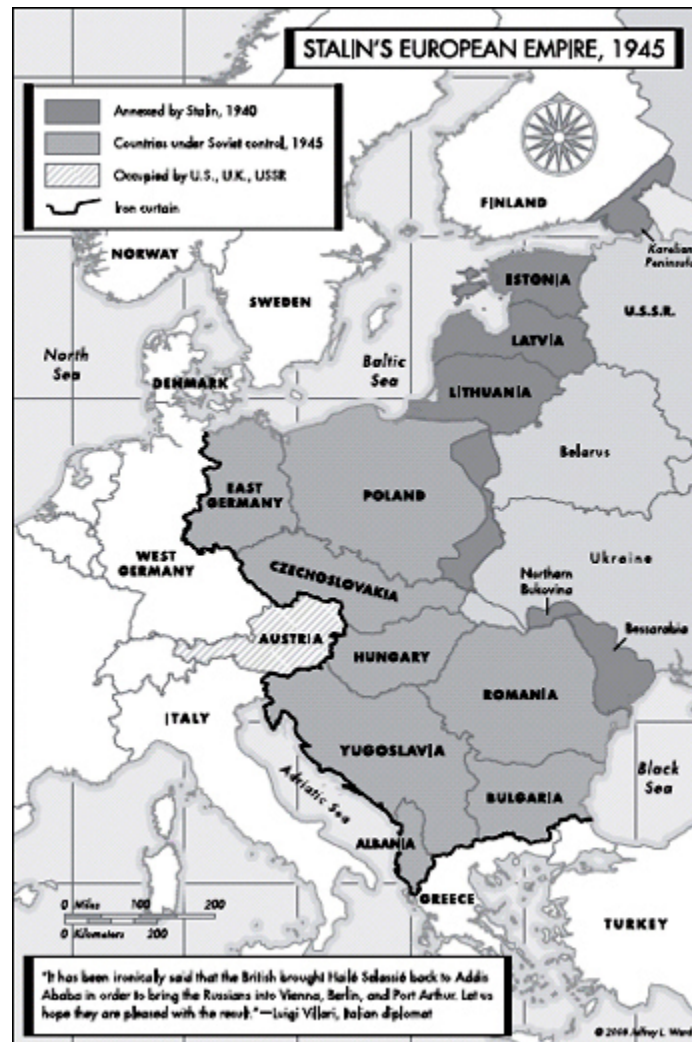 STALIN'S EUROPEAN EMPIRE, 1945
Annexed by Stalin, 1940
Countries under Soviet control, 1945
Occupied by U.S., U.K., USSR
Iron curtain
FINLAND
NORWAY
Karelian
Peninsula
ESTONIA
SWEDEN
U.S.S.R.
LATVIA
North
Sea
Baltic
Sea
DENMARK
LITHUANIA
Belarus
EAST
GERMANY
POLAND
WEST
GERMANY
Ukraine
CZECHOSLOVAKIA
Northern
Bukovina
Bessarabia
AUSTRIA
HUNGARY
ROMANIA
ITALY
YUGOSLAVIA
Adriatic Sea
Black
Sea
BULGARIA
ALBANIA
GREECE
TURKEY
0 Miles 100 200
0 Kilometers 200
"It has been ironically said that the British brought Hailé Selassié back to Addis
Ababa in order to bring the Russians into Vienna, Berlin, and Port Arthur. Let us
hope they are pleased with the result."—Luigi Villari, Italian diplomat
Jeffrey L. Ward